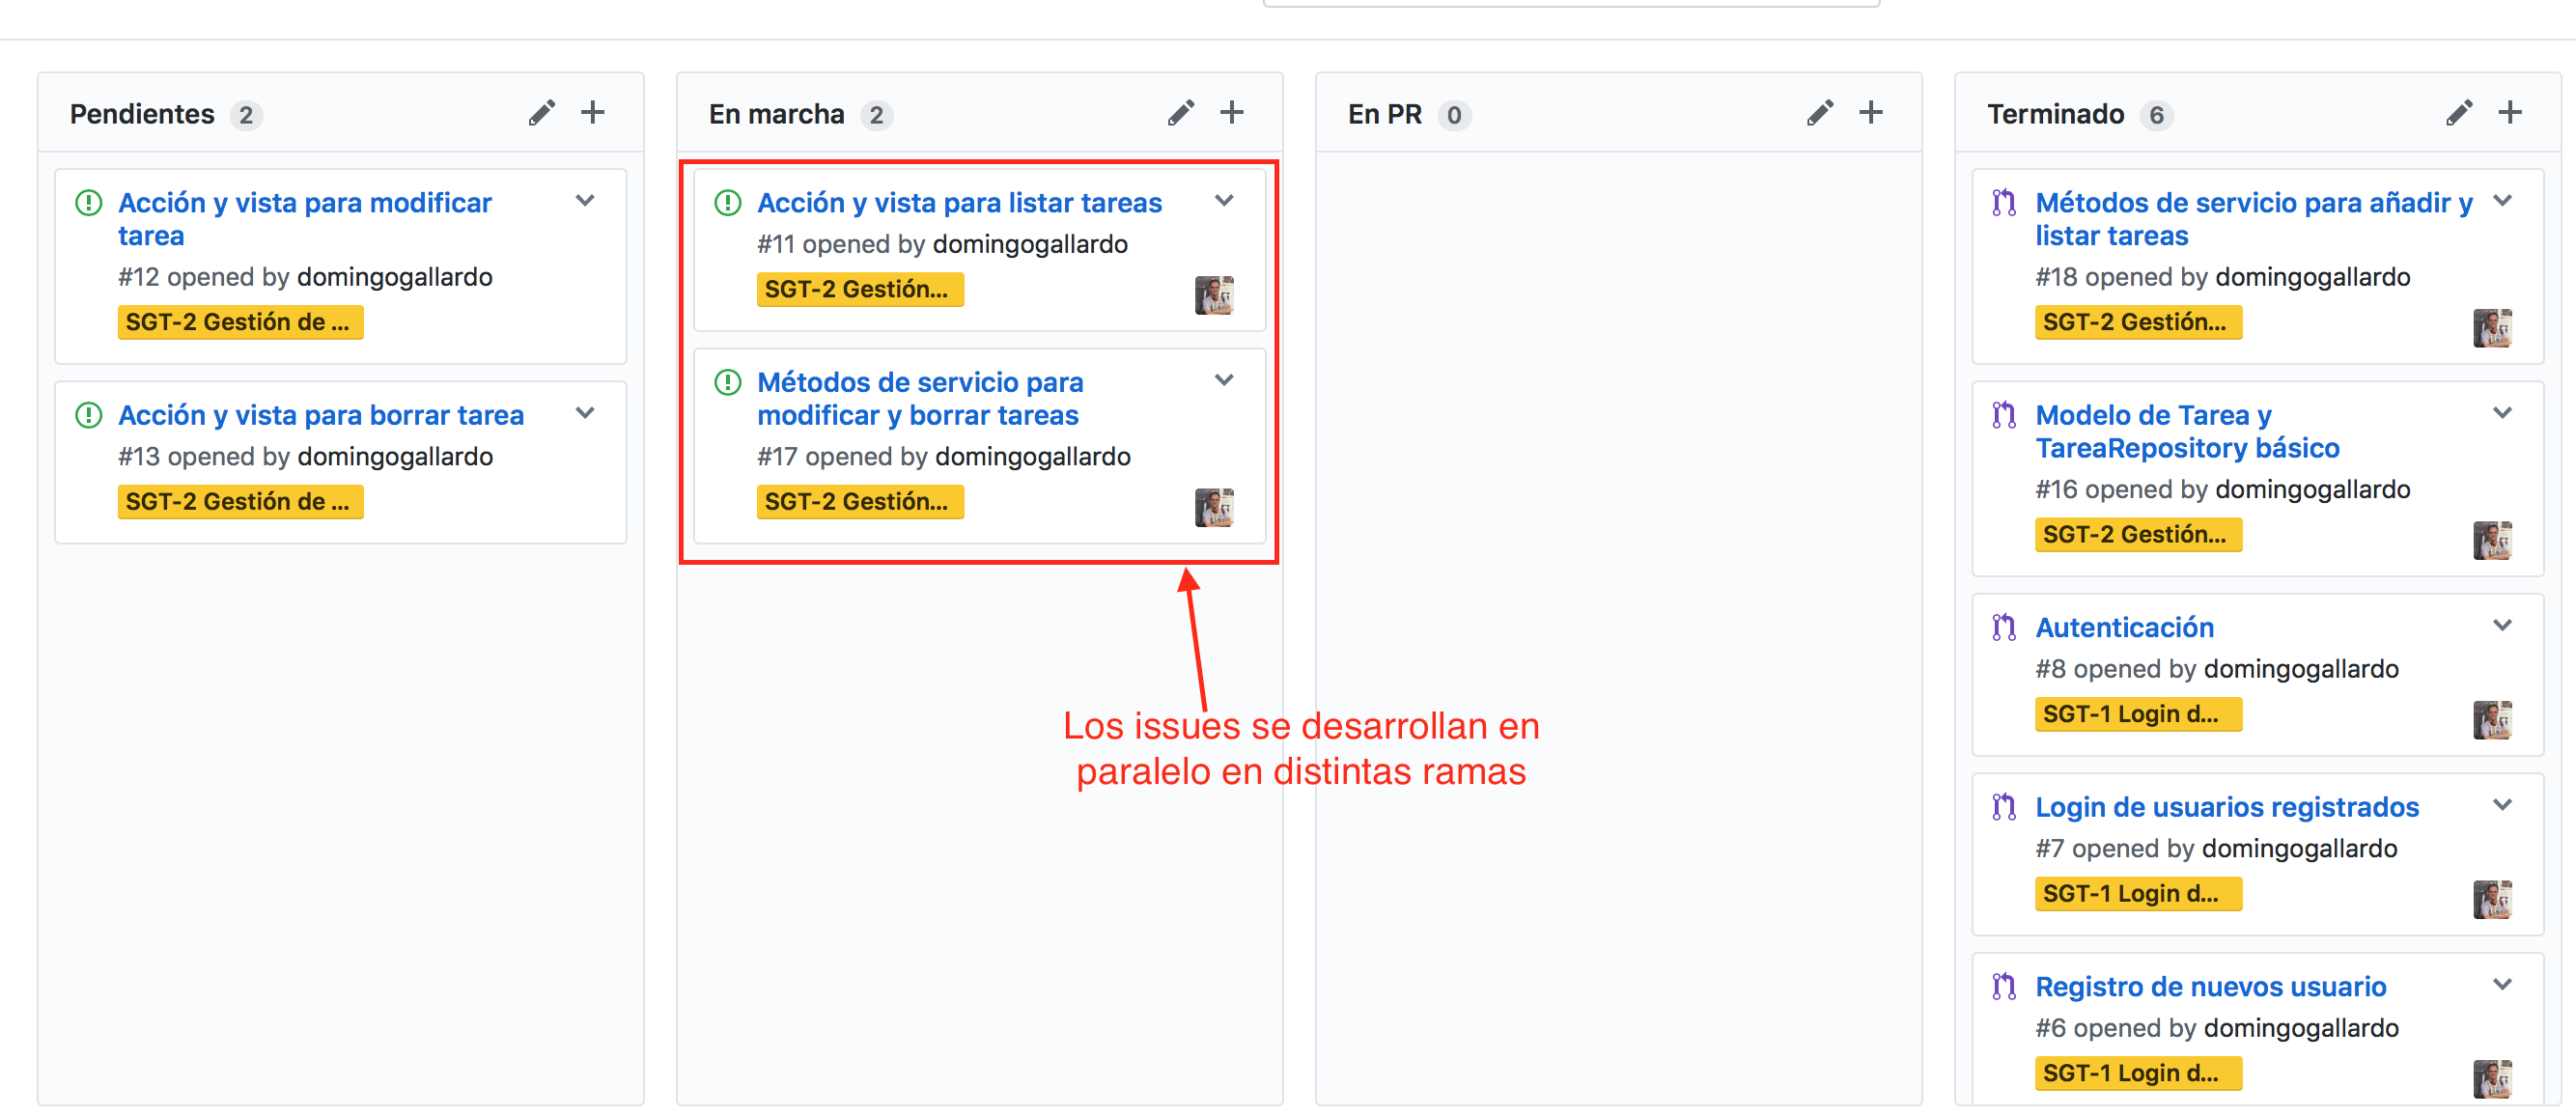 Pendientes 2
Acción y vista para modificar
tarea
#12 opened by domingogallardo
SGT-2 Gestión de ...
Acción y vista para borrar tarea
#13 opened by domingogallardo
SGT-2 Gestión de ...
En marcha 2
Acción y vista para listar tareas
#11 opened by domingogallardo
SGT-2 Gestión...
Métodos de servicio para
modificar y borrar tareas
#17 opened by domingogallardo
SGT-2 Gestión...
Los issues se desarrollan en
paralelo en distintas ramas
En PR 0
Terminado 6
Métodos de servicio para añadir y
listar tareas
#18 opened by domingogallardo
SGT-2 Gestión...
Modelo de Tarea y
TareaRepository básico
#16 opened by domingogallardo
SGT-2 Gestión...
Autenticación
#8 opened by domingogallardo
SGT-1 Login d...
Login de usuarios registrados
#7 opened by domingogallardo
SGT-1 Login d...
Registro de nuevos usuario
#6 opened by domingogallardo
SGT-1 Login d...